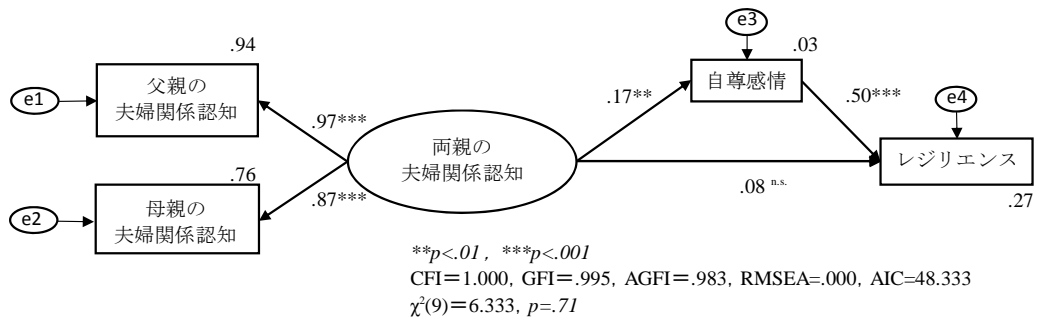 e3
.94
.03
父親の
夫婦関係認知
e1
自尊感情
.17**
.50***
e4
.97***
両親の
夫婦関係認知
レジリエンス
.76
.87***
.08 n.s.
.27
母親の
夫婦関係認知
e2
**p<.01, ***p<.001
CFI=1.000, GFI=.995, AGFI=.983, RMSEA=.000, AIC=48.333
χ²(9)=6.333, p=.71